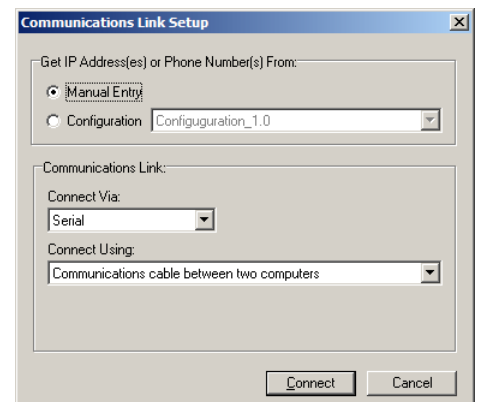 Communications Link Setup
Get IP Address(es) or Phone Number(s) From:
Manual Entry
Configuration Configuguration_1.0
Communications Link:
Connect Via:
Serial
Connect Using:
Communications cable between two computers
Connect Cancel